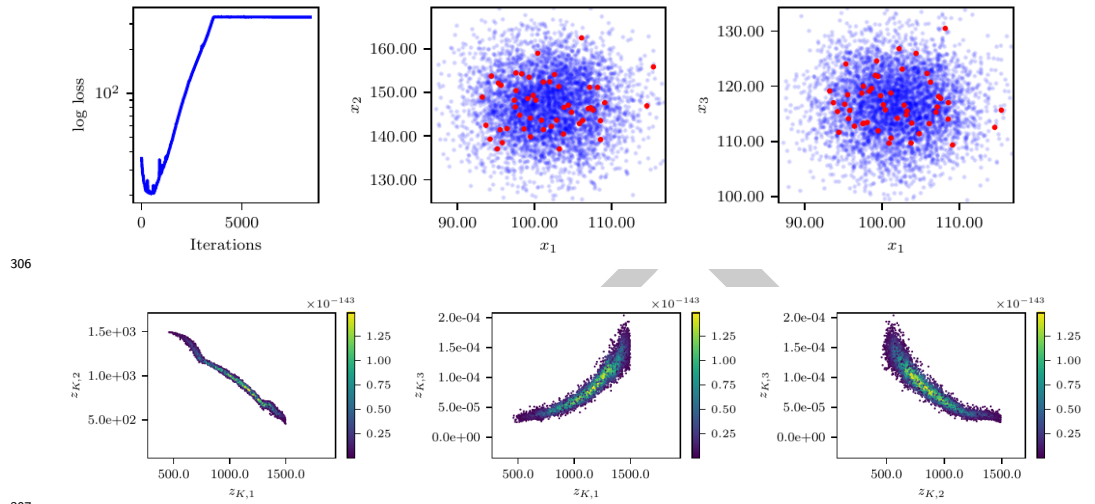 log loss
10²
0
5000
Iterations
x₂
160.00
150.00
140.00
130.00
90.00
100.00
110.00
x₁
x₃
130.00
120.00
110.00
100.00
90.00
100.00
110.00
x₁
306
z_{K,2}
1.5e+03
1.0e+03
5.0e+02
500.0
1000.0
1500.0
z_{K,1}
×10⁻¹⁴³
1.25
1.00
0.75
0.50
0.25
z_{K,3}
2.0e-04
1.5e-04
1.0e-04
5.0e-05
0.0e+00
500.0
1000.0
1500.0
z_{K,1}
×10⁻¹⁴³
1.25
1.00
0.75
0.50
0.25
z_{K,3}
2.0e-04
1.5e-04
1.0e-04
5.0e-05
0.0e+00
500.0
1000.0
1500.0
z_{K,2}
×10⁻¹⁴³
1.25
1.00
0.75
0.50
0.25